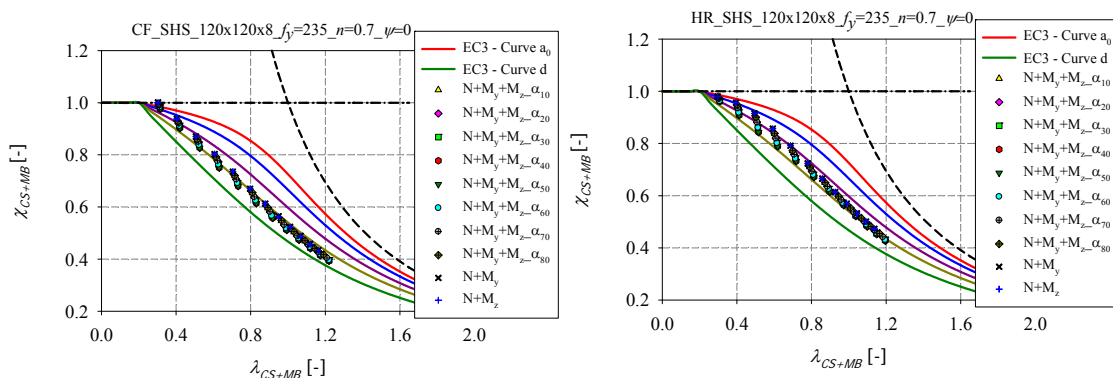 CF_SHS_120x120x8_fy=235_n=0.7_ψ=0
1.2
1.0
0.8
0.6
0.4
0.2
χCS+MB [-]
0.0
0.4
0.8
1.2
1.6
2.0
λCS+MB [-]
EC3 - Curve a0
EC3 - Curve d
N+My+Mz_α10
N+My+Mz_α20
N+My+Mz_α30
N+My+Mz_α40
N+My+Mz_α50
N+My+Mz_α60
N+My+Mz_α70
N+My+Mz_α80
N+My
N+Mz
HR_SHS_120x120x8_fy=235_n=0.7_ψ=0
1.2
1.0
0.8
0.6
0.4
0.2
χCS+MB [-]
0.0
0.4
0.8
1.2
1.6
2.0
λCS+MB [-]
EC3 - Curve a0
EC3 - Curve d
N+My+Mz_α10
N+My+Mz_α20
N+My+Mz_α30
N+My+Mz_α40
N+My+Mz_α50
N+My+Mz_α60
N+My+Mz_α70
N+My+Mz_α80
N+My
N+Mz